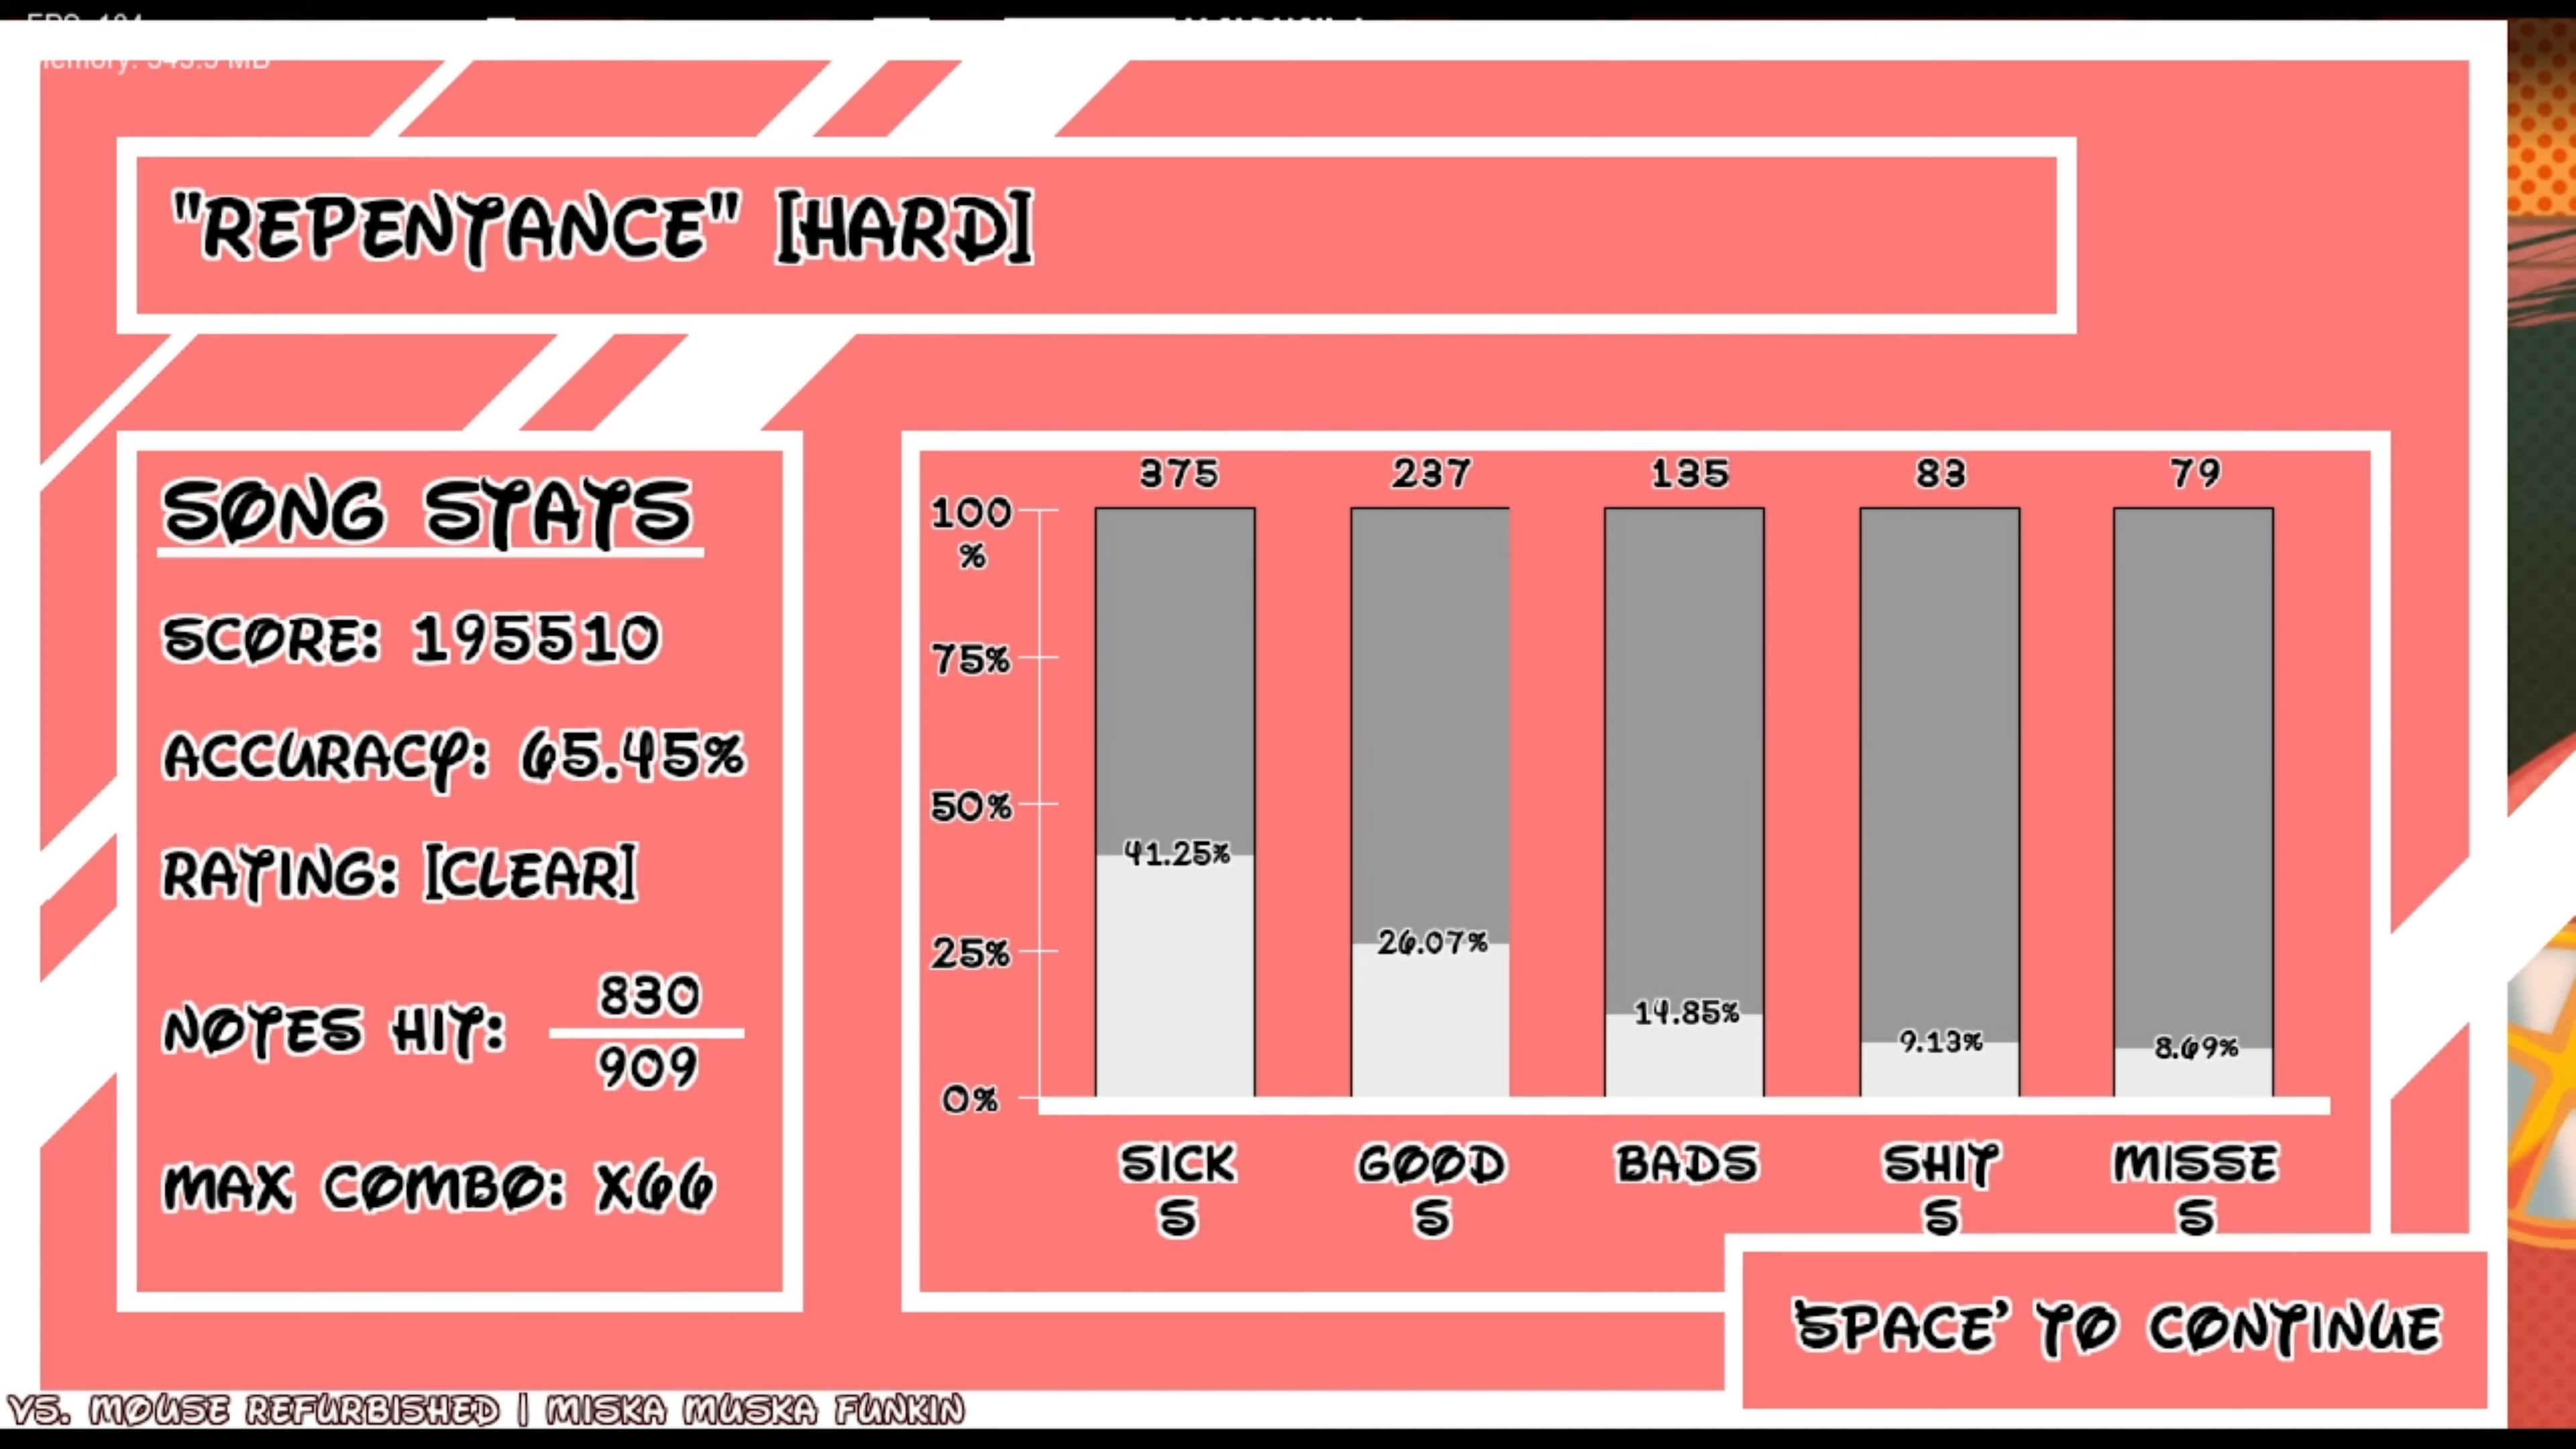 "REPENTANCE" [HARD]
SONG STATS
SCORE: 195510
ACCURACY: 65.45%
RATING: [CLEAR]
NOTES HIT: 830
909
MAX COMBO: X66
375 237 135 83 79
100
%
75%
50%
25%
0%
41.25%
26.07%
14.85%
9.13%
8.69%
SICK
S
GOOD
S
BADS
SHIT
S
MISSE
S
'SPACE' TO CONTINUE
VS. MOUSE REFURBISHED | MISKA MUSKA FUNKIN